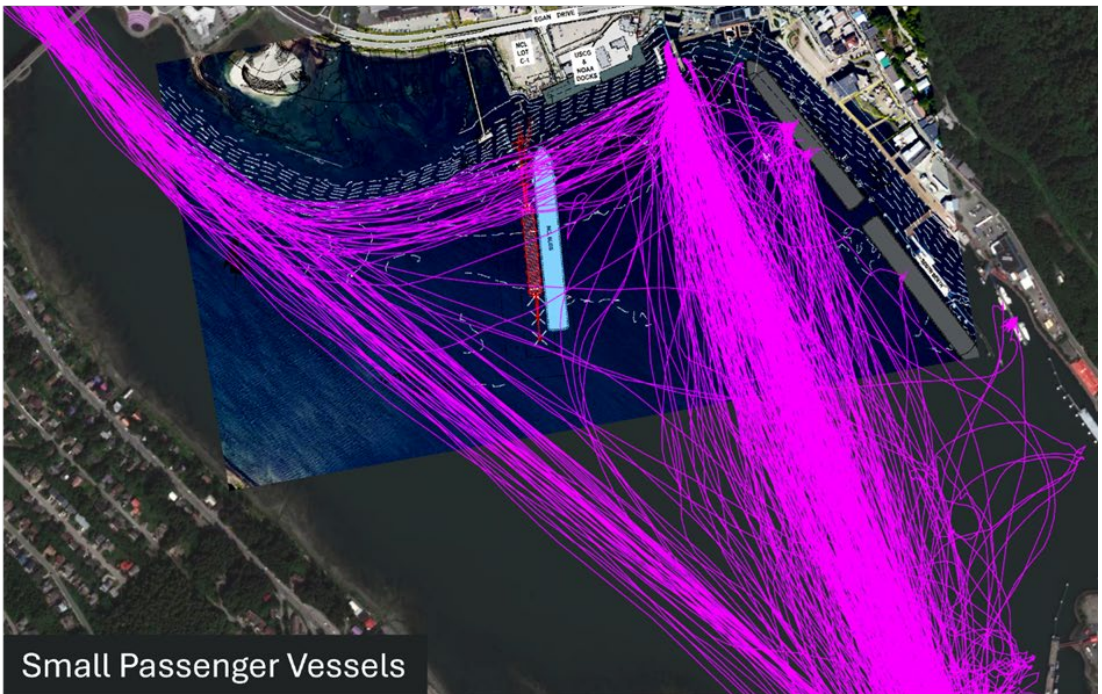 EGAN DRIVE
NCL
LOT
C-1
USCG
&
NOAA
DOCKS
Small Passenger Vessels